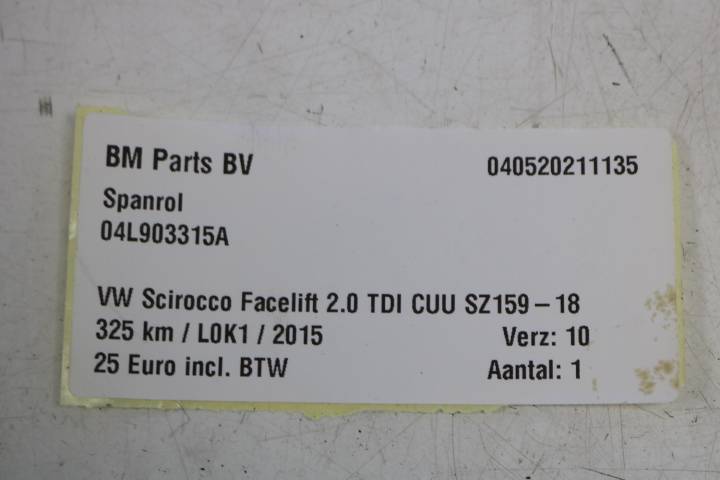 BM Parts BV 040520211135
Spanrol
04L903315A
VW Scirocco Facelift 2.0 TDI CUU SZ159-18
325 km / L0K1 / 2015 Verz: 10
25 Euro incl. BTW Aantal: 1